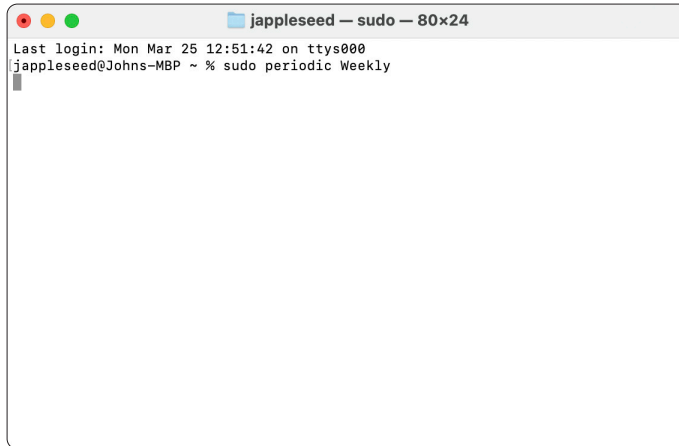 jappleseed — sudo — 80×24
Last login: Mon Mar 25 12:51:42 on ttys000
[jappleseed@Johns-MBP ~ % sudo periodic Weekly